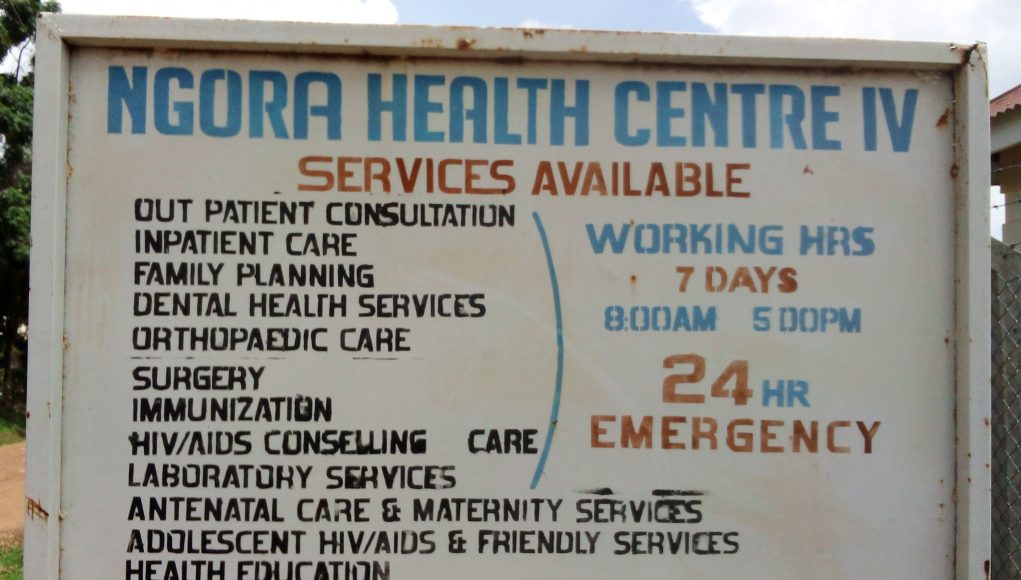 NGORA HEALTH CENTRE IV
SERVICES AVAILABLE
OUT PATIENT CONSULTATION
INPATIENT CARE
FAMILY PLANNING
DENTAL HEALTH SERVICES
ORTHOPAEDIC CARE
SURGERY
IMMUNIZATION
HIV/AIDS CONSELLING CARE
LABORATORY SERVICES
ANTENATAL CARE & MATERNITY SERVICES
ADOLESCENT HIV/AIDS & FRIENDLY SERVICES
HEALTH EDUCATION
WORKING HRS
7 DAYS
8:00AM 5 00PM
24 HR
EMERGENCY